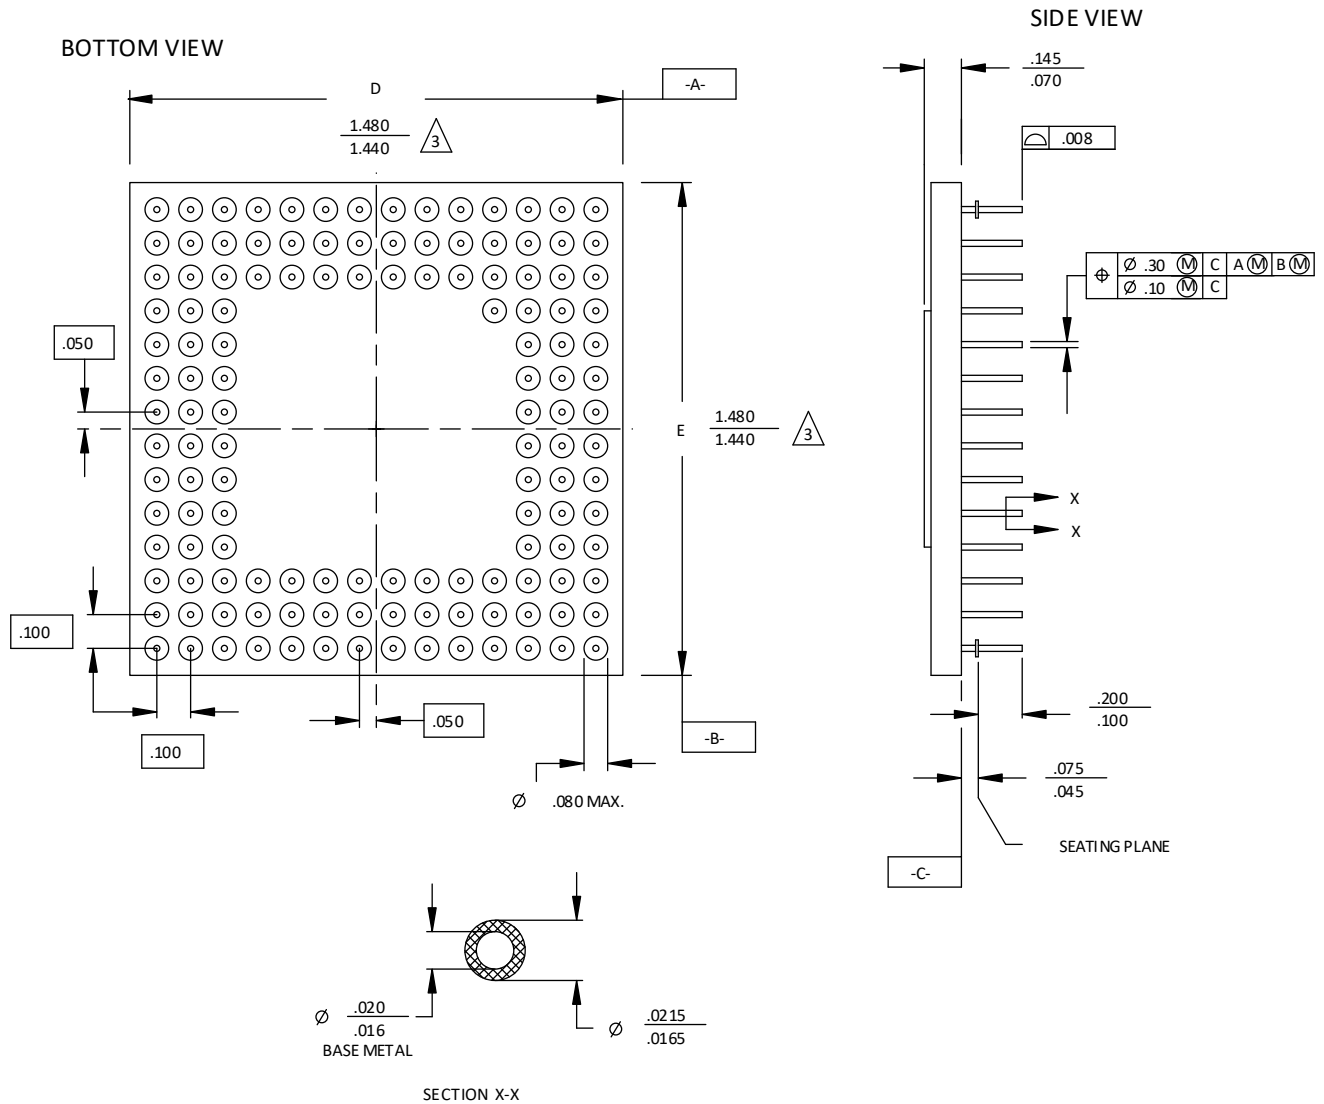 SIDE VIEW
BOTTOM VIEW
.145
.070
D
-A-
1.480
1.440
3
.008
Ø .30 Ⓜ C A Ⓜ B Ⓜ
Ø .10 Ⓜ C
.050
E
1.480
1.440
3
X
X
.100
.100
.050
-B-
.200
.100
.075
.045
Ø .080 MAX.
SEATING PLANE
-C-
Ø .020
.016
BASE METAL
Ø .0215
.0165
SECTION X-X